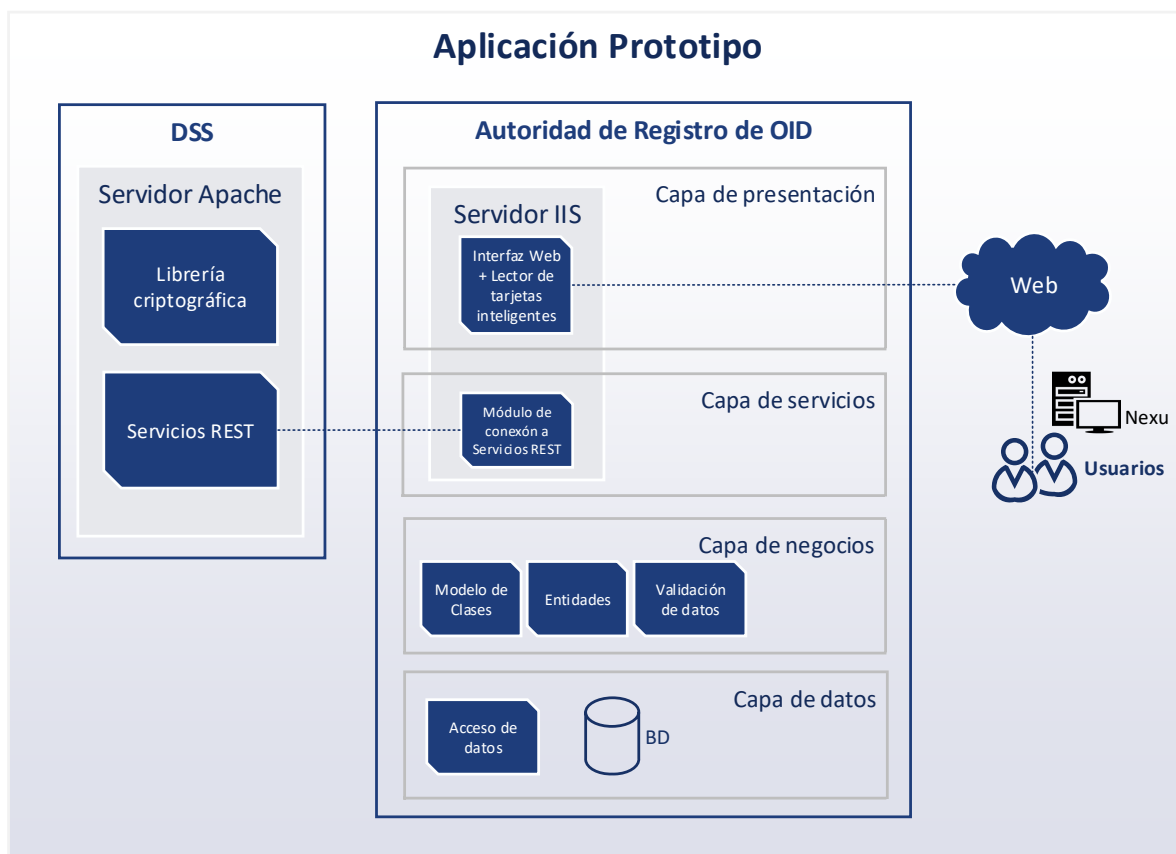 Aplicación Prototipo
DSS
Servidor Apache
Librería
criptográfica
Servicios REST
Autoridad de Registro de OID
Capa de presentación
Servidor IIS
Interfaz Web
+ Lector de
tarjetas
inteligentes
Capa de servicios
Módulo de
conexón a
Servicios REST
Capa de negocios
Modelo de
Clases
Entidades
Validación
de datos
Capa de datos
Acceso de
datos
BD
Web
Nexu
Usuarios